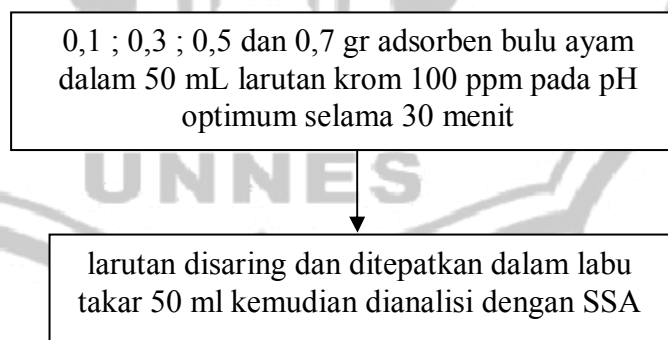 0,1 ; 0,3 ; 0,5 dan 0,7 gr adsorben bulu ayam
dalam 50 mL larutan krom 100 ppm pada pH
optimum selama 30 menit
UNNES
larutan disaring dan ditepatkan dalam labu
takar 50 ml kemudian dianalisi dengan SSA